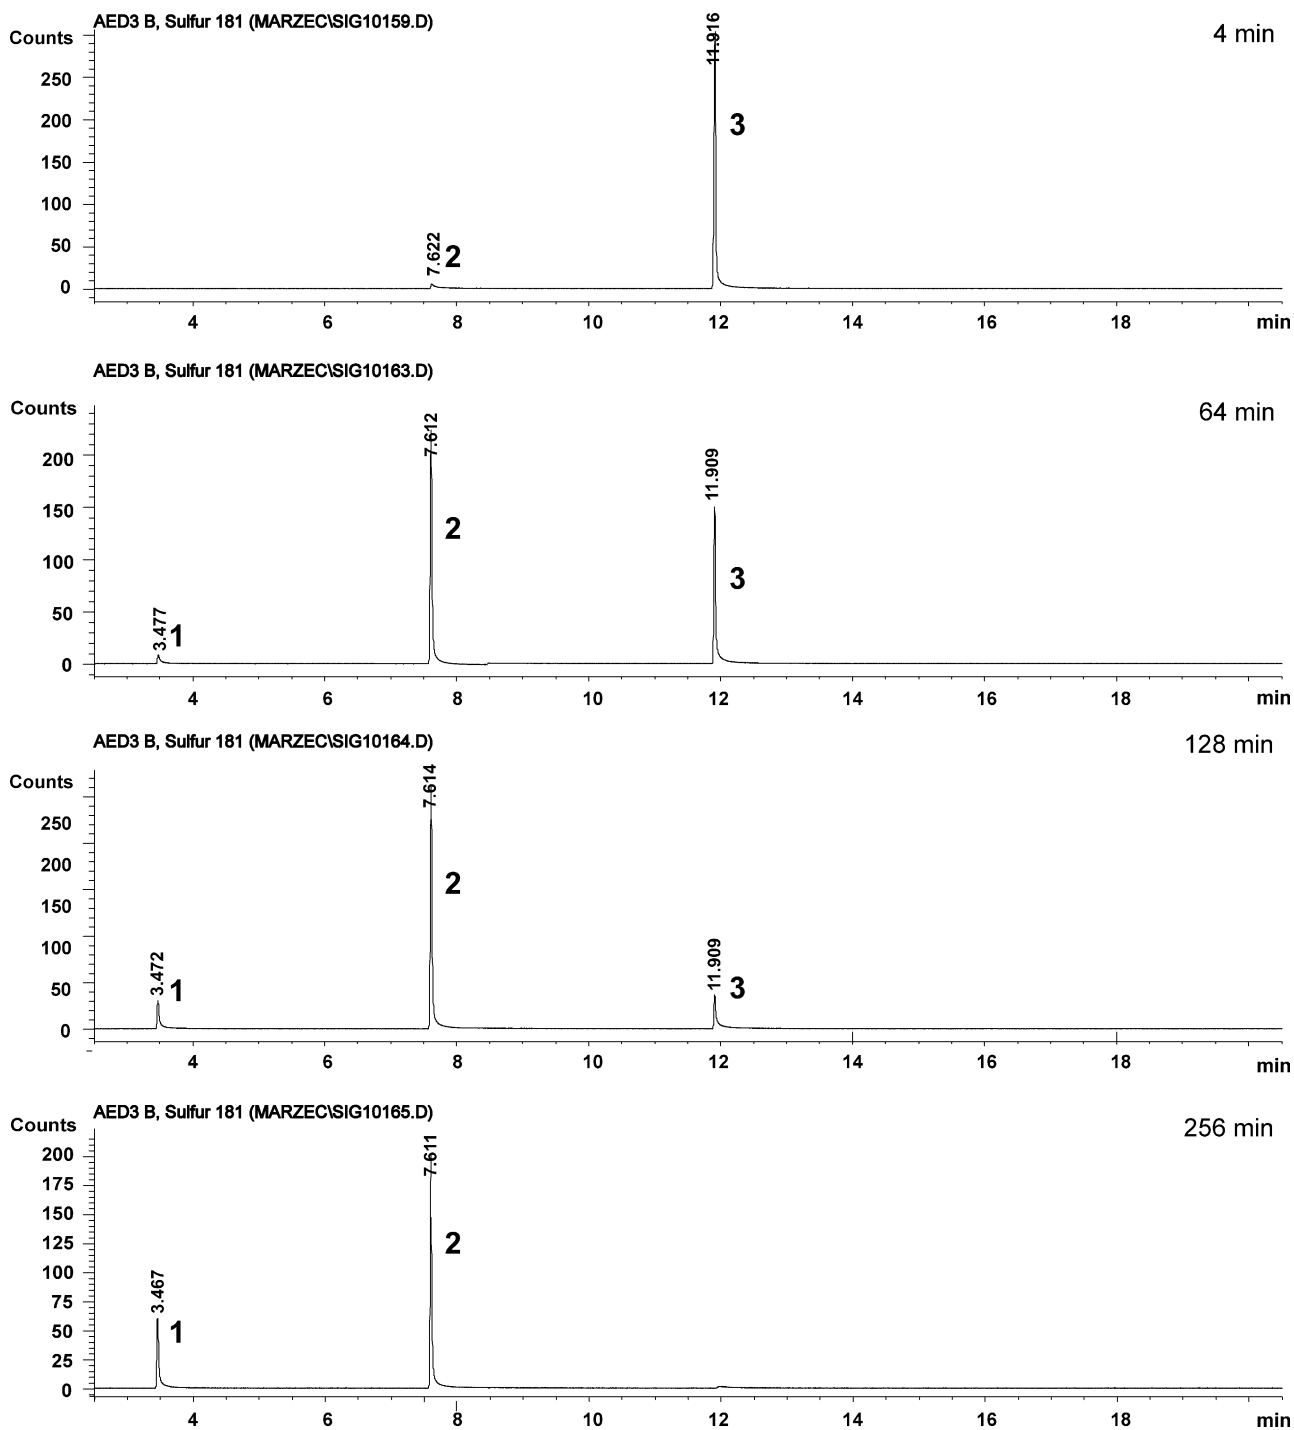 AED3 B, Sulfur 181 (MARZEC\SIG10159.D)
Counts
4 min
11.916
250
200
3
150
100
7.622
2
50
0
4 6 8 10 12 14 16 18 min
AED3 B, Sulfur 181 (MARZEC\SIG10163.D)
Counts
64 min
7.612
200
11.909
150
2
100
3
50
3.477
1
0
4 6 8 10 12 14 16 18 min
AED3 B, Sulfur 181 (MARZEC\SIG10164.D)
128 min
Counts
7.614
250
200
2
150
100
3.472
1
11.909
3
50
0
4 6 8 10 12 14 16 18 min
AED3 B, Sulfur 181 (MARZEC\SIG10165.D)
Counts
256 min
7.611
200
175
150
125
2
100
3.467
75
50
1
25
0
4 6 8 10 12 14 16 18 min